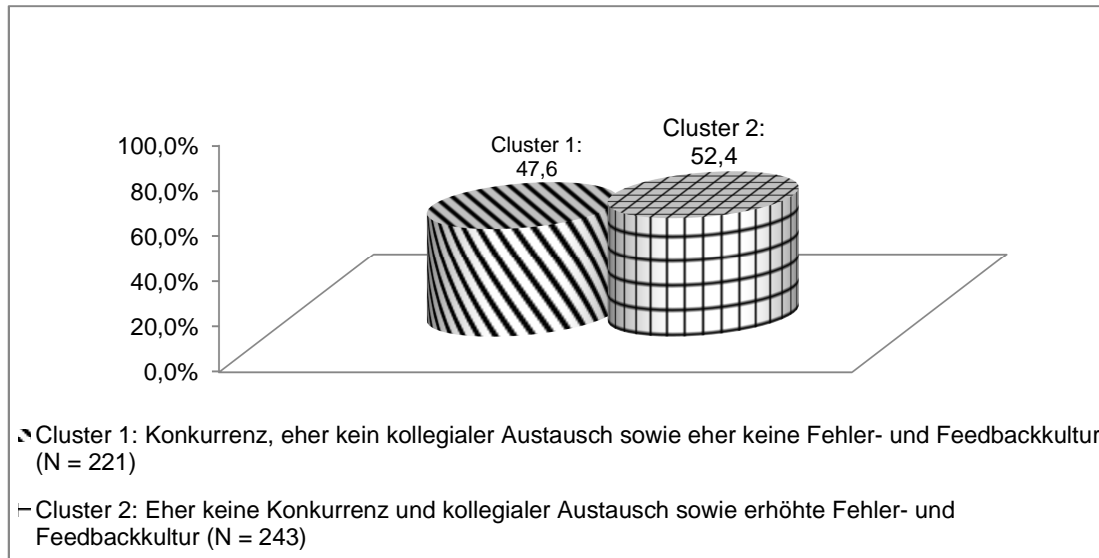 100,0%
80,0%
60,0%
40,0%
20,0%
0,0%
Cluster 1:
47,6
Cluster 2:
52,4
Cluster 1: Konkurrenz, eher kein kollegialer Austausch sowie eher keine Fehler- und Feedbackkultur
(N = 221)
Cluster 2: Eher keine Konkurrenz und kollegialer Austausch sowie erhöhte Fehler- und
Feedbackkultur (N = 243)